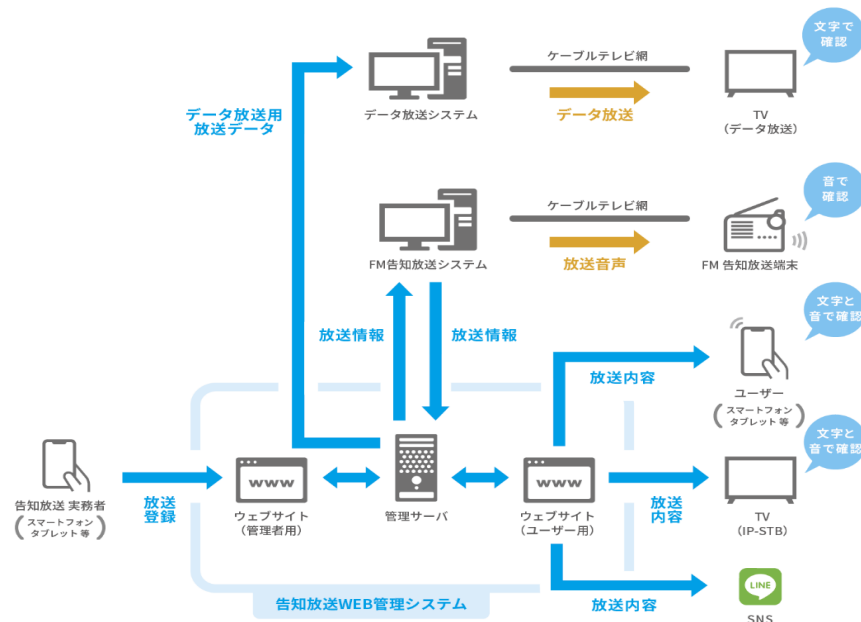 文字で
確認
ケーブルテレビ網
データ放送用
放送データ
データ放送システム
データ放送
TV
（データ放送）
音で
確認
ケーブルテレビ網
FM告知放送システム
放送音声
FM 告知放送端末
文字と
音で確認
放送情報
放送情報
放送内容
ユーザー
（スマートフォン
タブレット 等）
文字と
音で確認
告知放送 実務者
（スマートフォン
タブレット 等）
放送
登録
www
ウェブサイト
（管理者用）
管理サーバ
www
ウェブサイト
（ユーザー用）
放送
内容
TV
（IP-STB）
告知放送WEB管理システム
放送内容
LINE
SNS